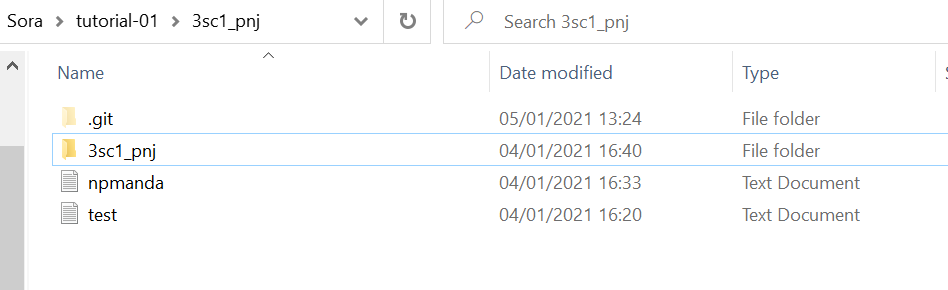 Sora > tutorial-01 > 3sc1_pnj Search 3sc1_pnj
Name Date modified Type
.git 05/01/2021 13:24 File folder
3sc1_pnj 04/01/2021 16:40 File folder
npmanda 04/01/2021 16:33 Text Document
test 04/01/2021 16:20 Text Document